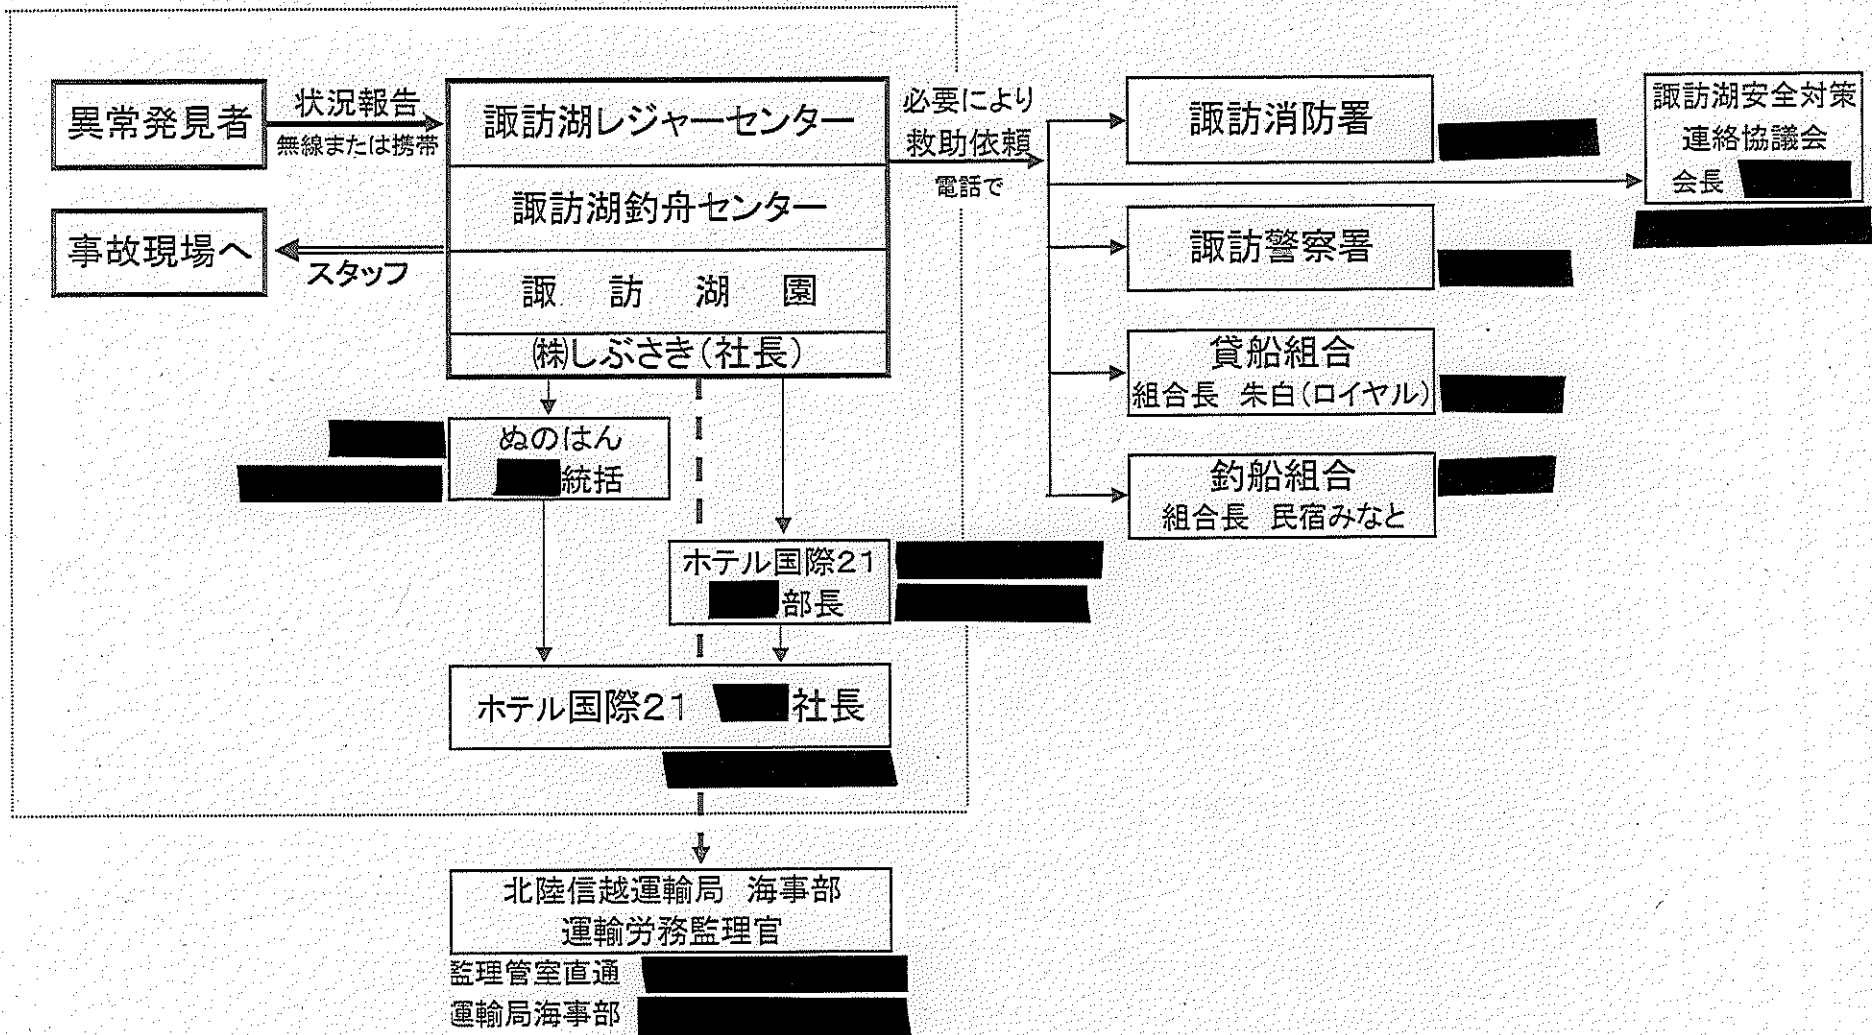 異常発見者
状況報告
無線または携帯
事故現場へ
スタッフ
諏訪湖レジャーセンター
諏訪湖釣舟センター
諏訪湖園
㈱しぶさき(社長)
必要により
救助依頼
電話で
諏訪消防署
諏訪湖安全対策
連絡協議会
会長
諏訪警察署
貸船組合
組合長 朱白(ロイヤル)
釣船組合
組合長 民宿みなと
ぬのはん
統括
ホテル国際21
部長
ホテル国際21 社長
北陸信越運輸局 海事部
運輸労務監理官
監理管室直通
運輸局海事部